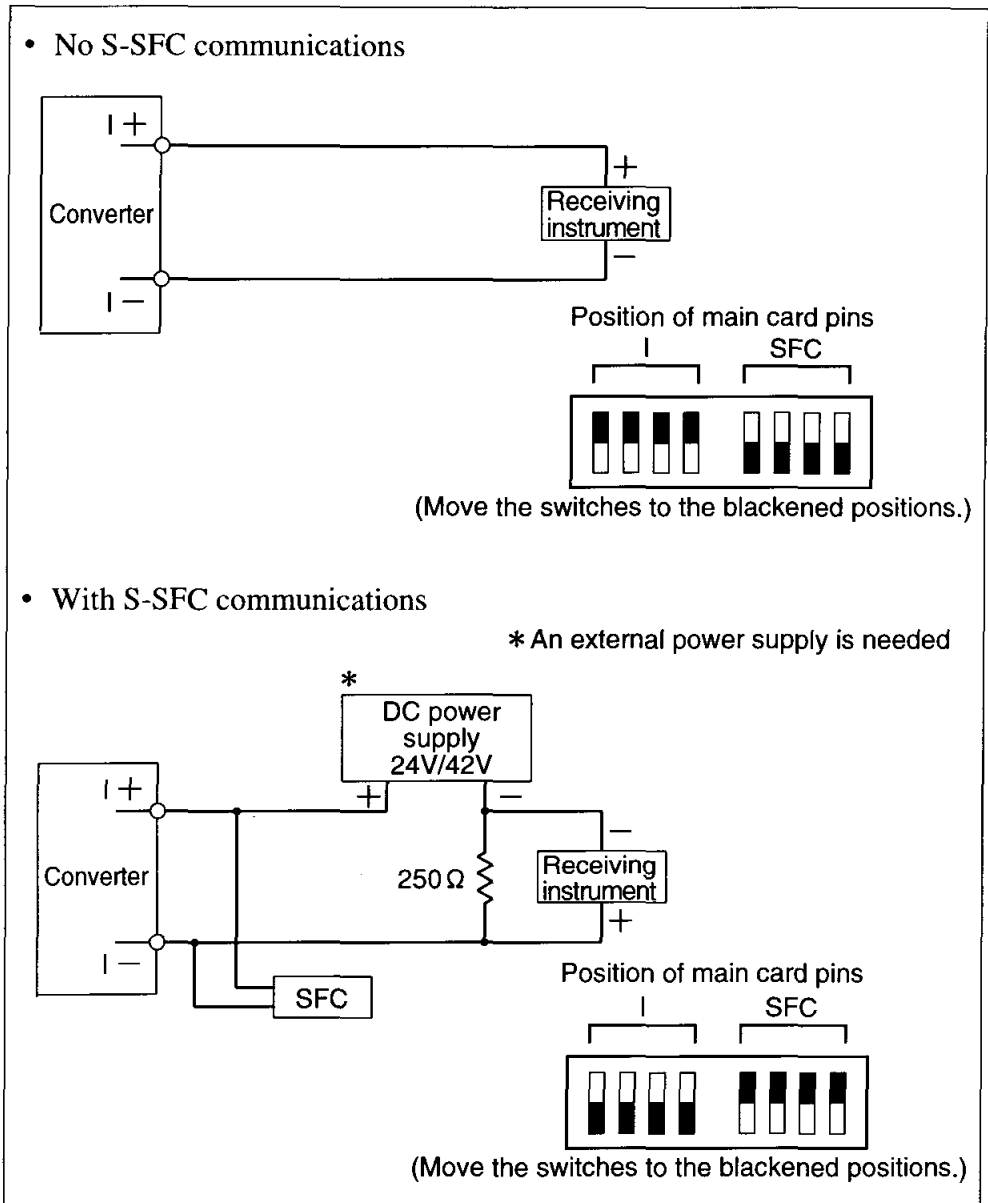 • No S-SFC communications
I +
Converter
I −
+
Receiving
instrument
−
Position of main card pins
I SFC
(Move the switches to the blackened positions.)
• With S-SFC communications
* An external power supply is needed
*
DC power
supply
24V/42V
+ −
I +
Converter
I −
250 Ω
−
Receiving
instrument
+
SFC
Position of main card pins
I SFC
(Move the switches to the blackened positions.)